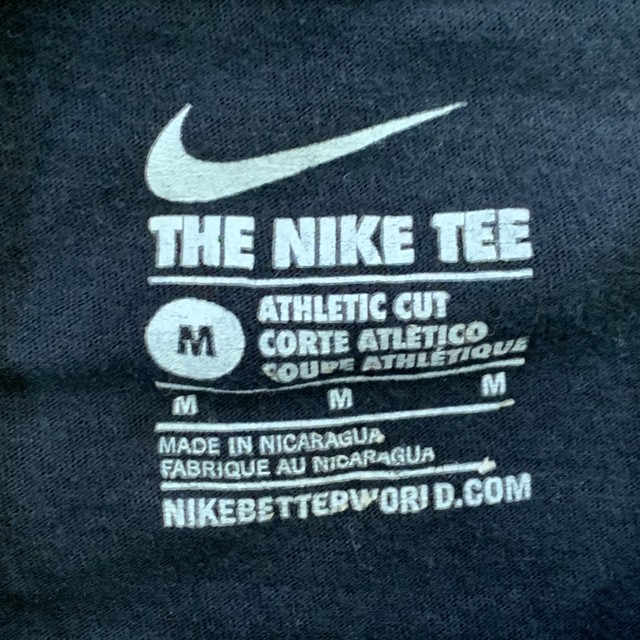 THE NIKE TEE
M
ATHLETIC CUT
CORTE ATLÉTICO
COUPE ATHLÉTIQUE
M M M
MADE IN NICARAGUA
FABRIQUE AU NICARAGUA
NIKEBETTERWORLD.COM